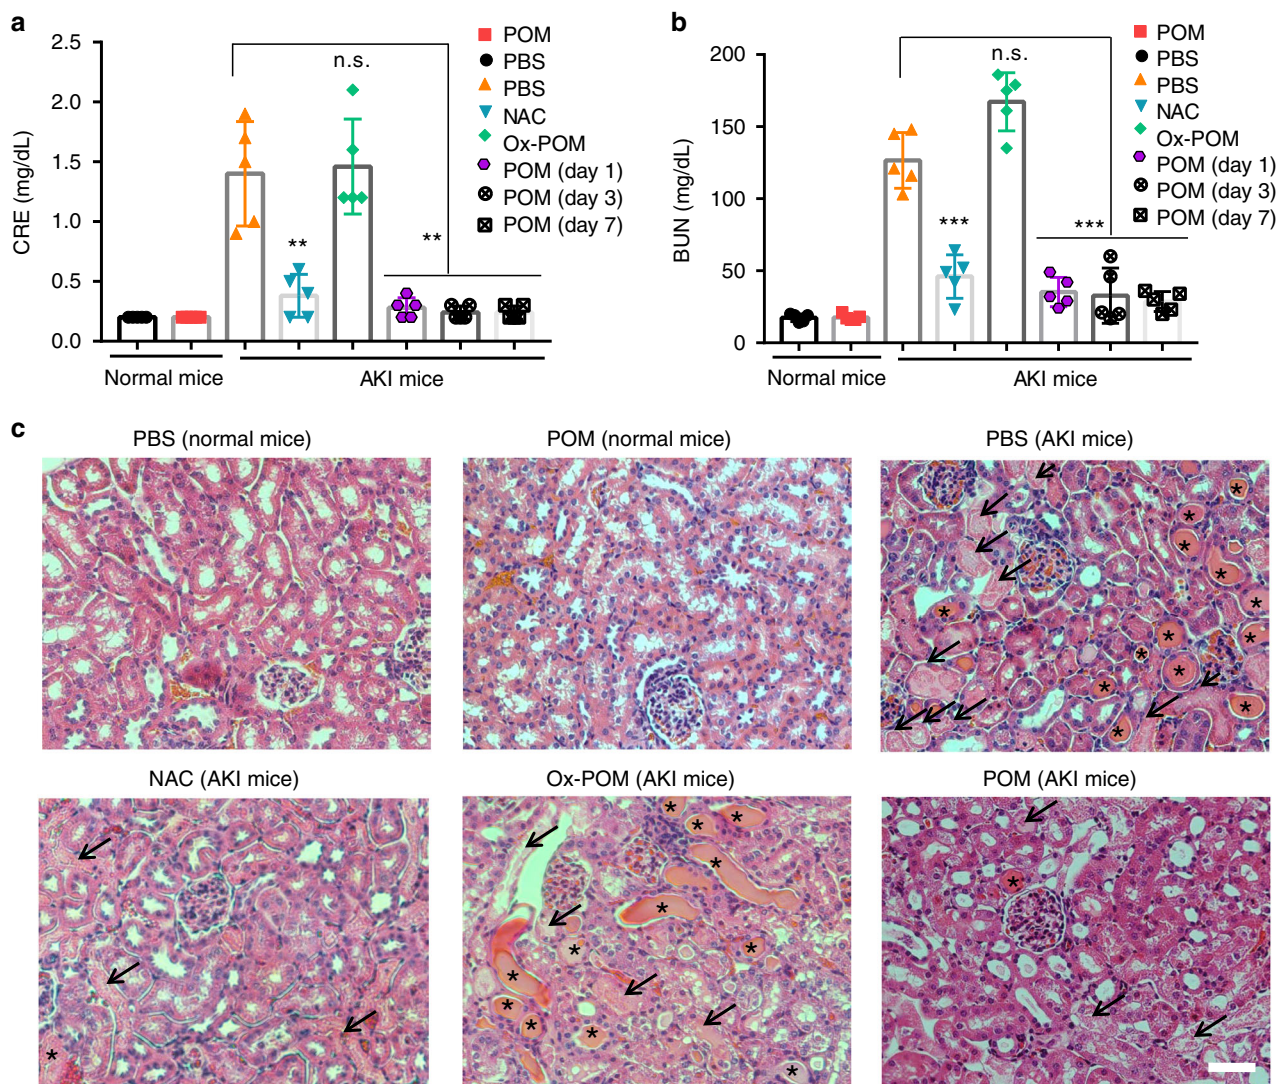 a
CRE (mg/dL)
2.5
2.0
1.5
1.0
0.5
0.0
n.s.
**
**
POM
PBS
PBS
NAC
Ox-POM
POM (day 1)
POM (day 3)
POM (day 7)
Normal mice
AKI mice
b
BUN (mg/dL)
200
150
100
50
0
n.s.
***
***
POM
PBS
PBS
NAC
Ox-POM
POM (day 1)
POM (day 3)
POM (day 7)
Normal mice
AKI mice
c
PBS (normal mice)
POM (normal mice)
PBS (AKI mice)
NAC (AKI mice)
Ox-POM (AKI mice)
POM (AKI mice)